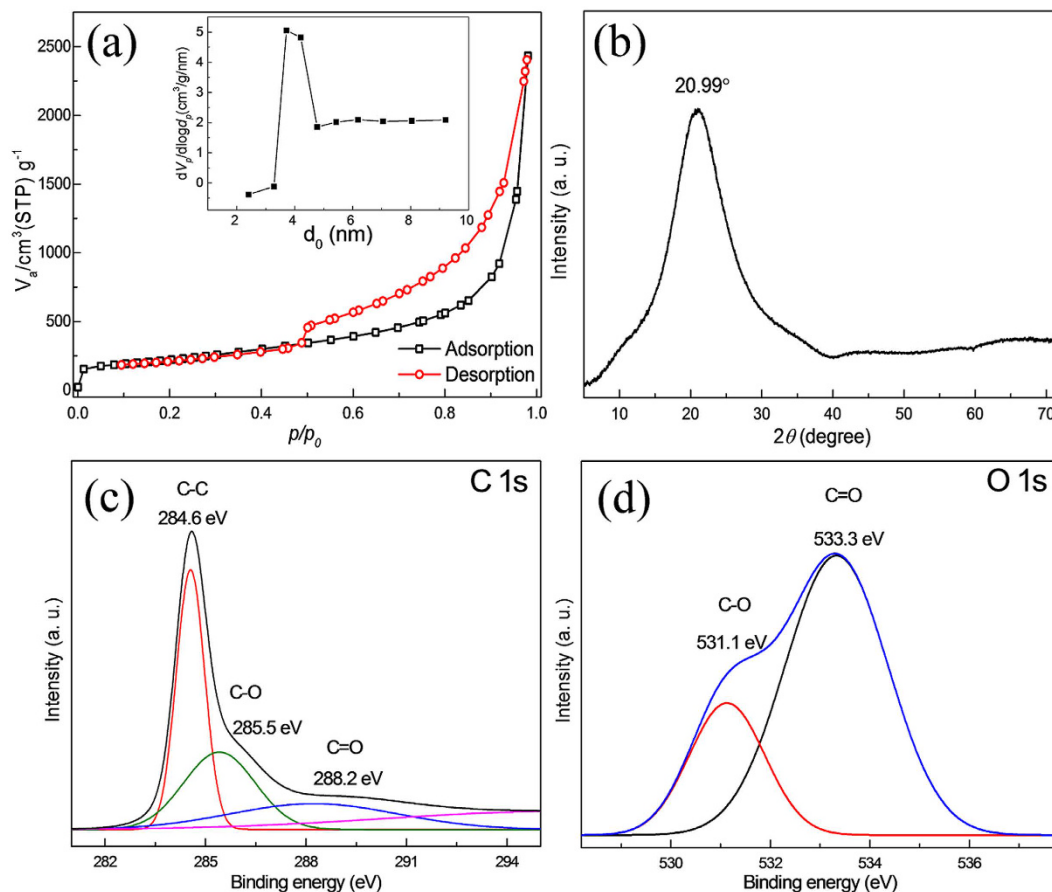 (a)
V_a/cm³(STP) g⁻¹
2500
2000
1500
1000
500
0
0.0 0.2 0.4 0.6 0.8 1.0
p/p₀
Adsorption
Desorption
dV_p/dlogd_p(cm³/g/nm)
5
4
3
2
1
0
2 4 6 8 10
d₀ (nm)
(b)
20.99°
Intensity (a. u.)
10 20 30 40 50 60 70
2θ (degree)
(c)
C 1s
C-C
284.6 eV
C-O
285.5 eV
C=O
288.2 eV
Intensity (a. u.)
282 285 288 291 294
Binding energy (eV)
(d)
O 1s
C=O
533.3 eV
C-O
531.1 eV
Intensity (a. u.)
530 532 534 536
Binding energy (eV)